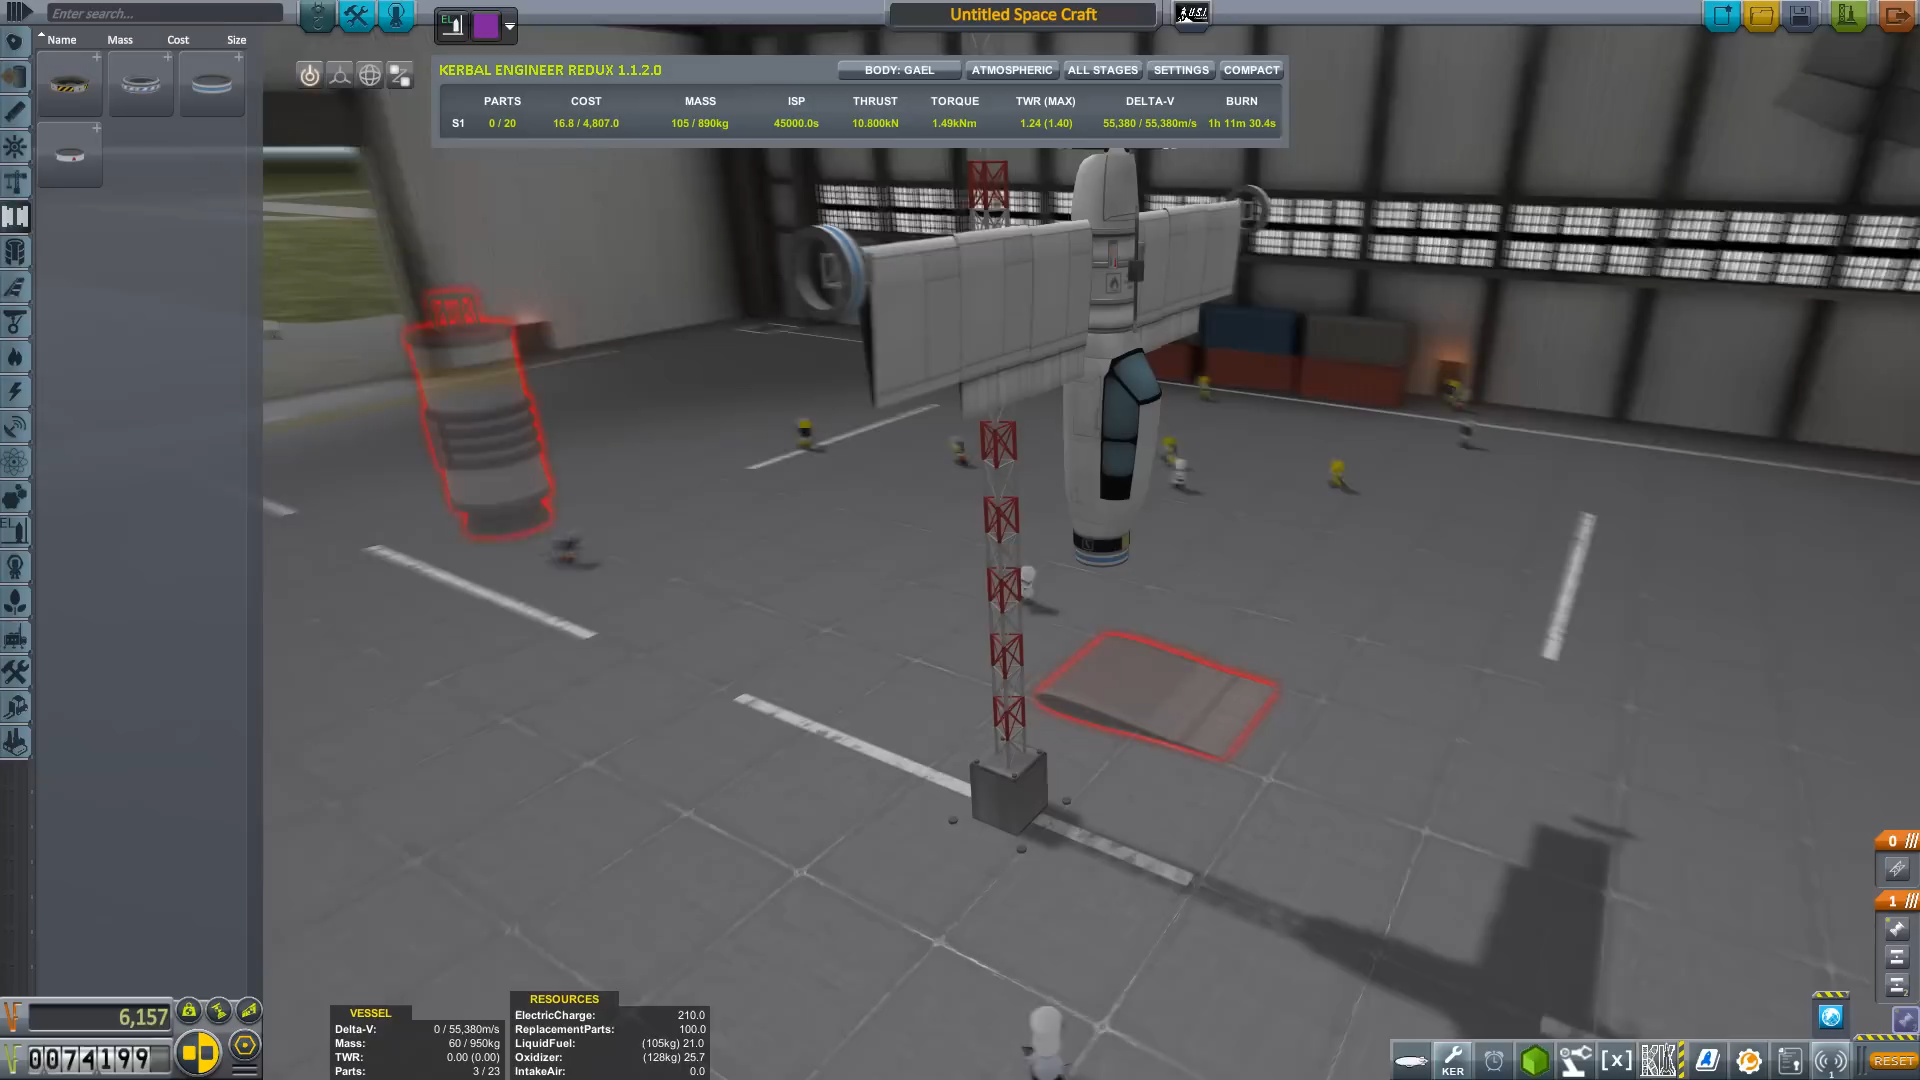 Enter search...
EL
Untitled Space Craft
U.S.I.
Name Mass Cost Size
KERBAL ENGINEER REDUX 1.1.2.0
BODY: GAEL ATMOSPHERIC ALL STAGES SETTINGS COMPACT
PARTS COST MASS ISP THRUST TORQUE TWR (MAX) DELTA-V BURN
S1 0 / 20 16.8 / 4,807.0 105 / 890kg 45000.0s 10.800kN 1.49kNm 1.24 (1.40) 55,380 / 55,380m/s 1h 11m 30.4s
EL
0
1
2
6,157
0074199
VESSEL
Delta-V: 0 / 55,380m/s
Mass: 60 / 950kg
TWR: 0.00 (0.00)
Parts: 3 / 23
RESOURCES
ElectricCharge: 210.0
ReplacementParts: 100.0
LiquidFuel: (105kg) 21.0
Oxidizer: (128kg) 25.7
IntakeAir: 0.0
KER
[x]
1
RESET